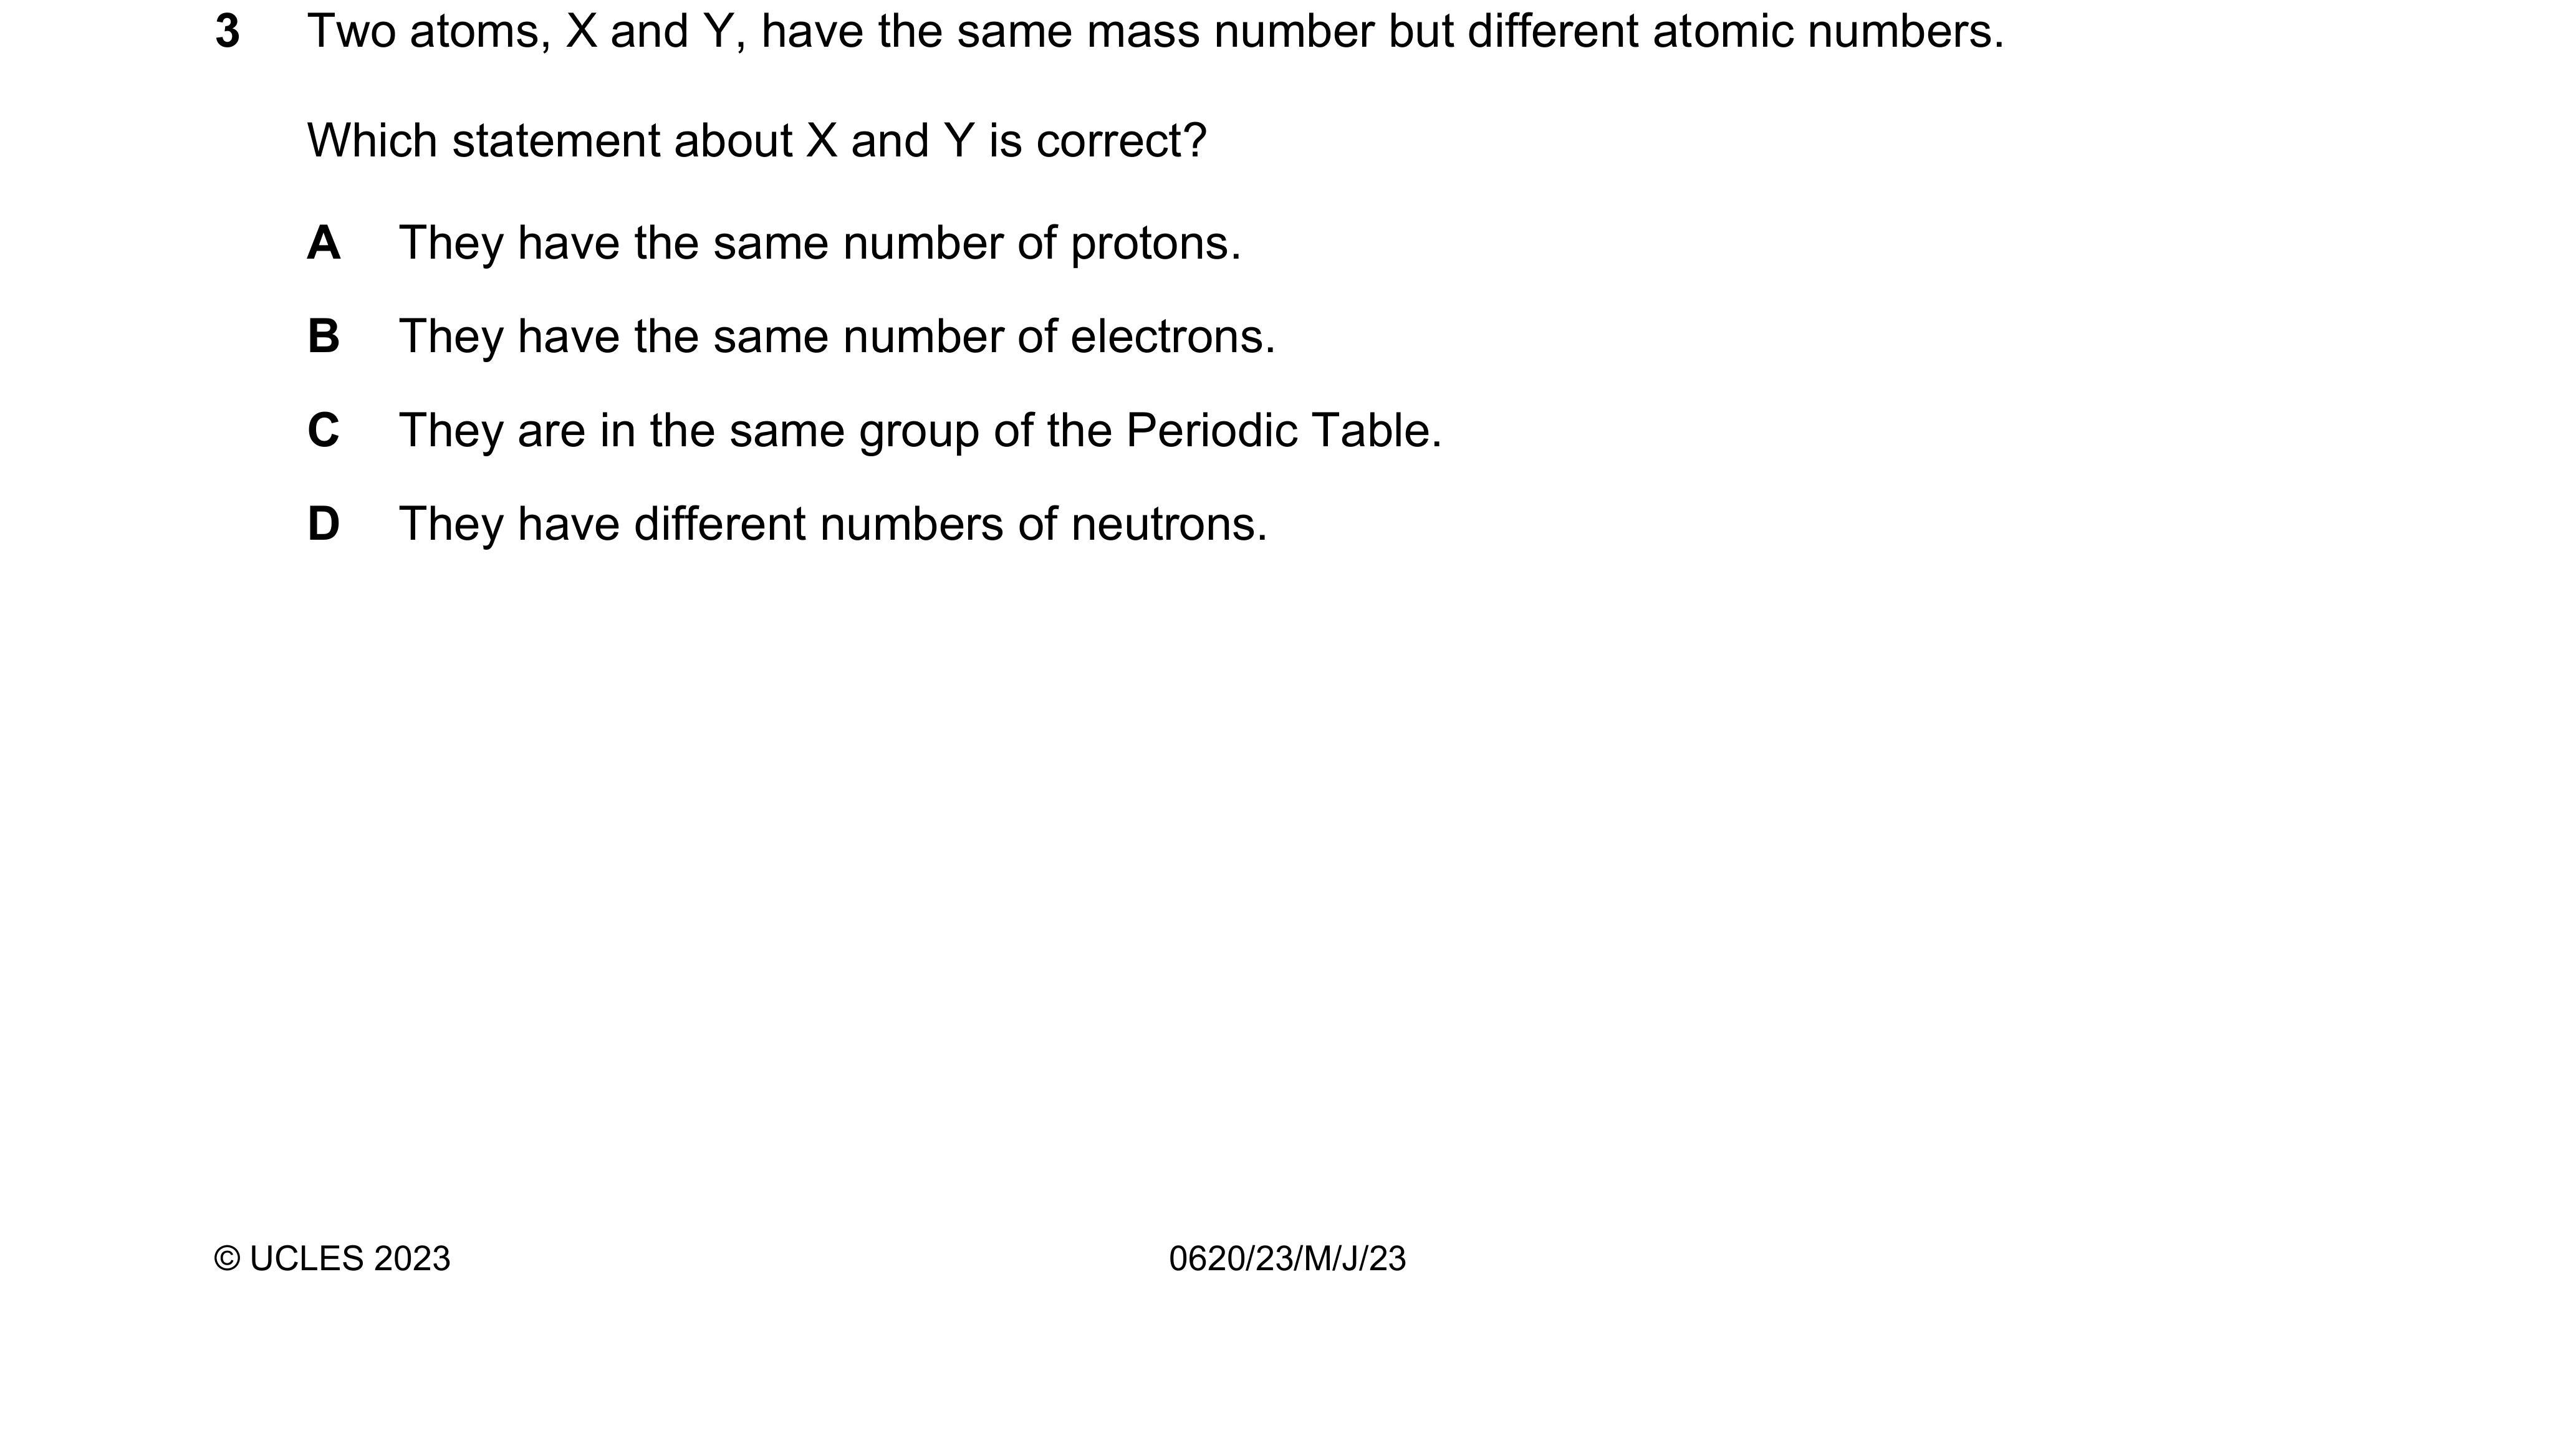 3 Two atoms, X and Y, have the same mass number but different atomic numbers.
Which statement about X and Y is correct?
A They have the same number of protons.
B They have the same number of electrons.
C They are in the same group of the Periodic Table.
D They have different numbers of neutrons.
© UCLES 2023 0620/23/M/J/23